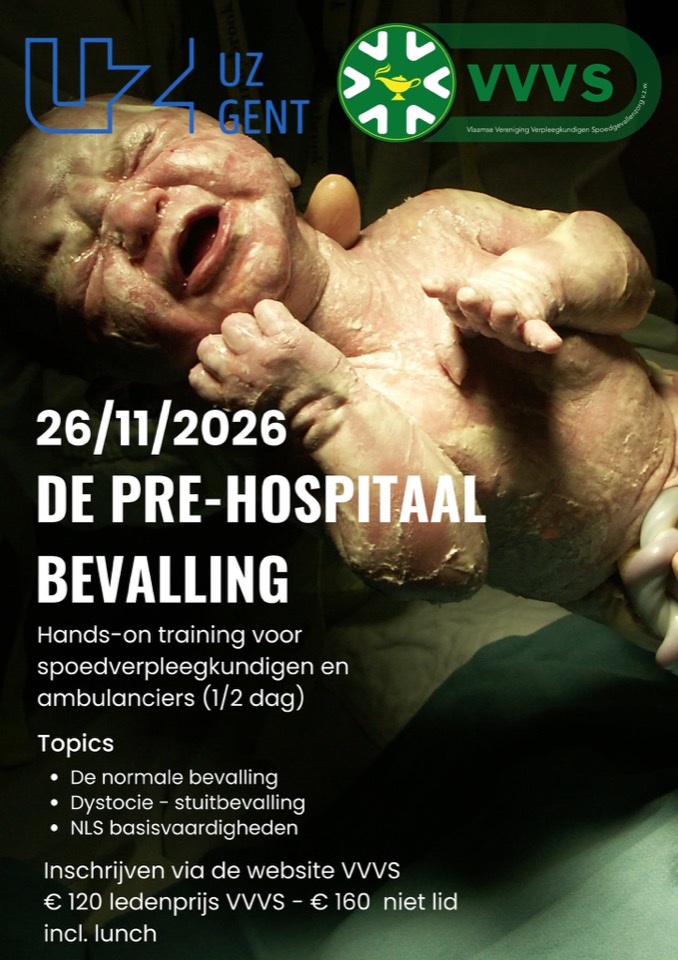 UZ
GENT
VVVS
Vlaamse Vereniging Verpleegkundigen Spoedgevallenzorg v.z.w.
26/11/2026
DE PRE-HOSPITAAL
BEVALLING
Hands-on training voor
spoedverpleegkundigen en
ambulanciers (1/2 dag)
Topics
• De normale bevalling
• Dystocie - stuitbevalling
• NLS basisvaardigheden
Inschrijven via de website VVVS
€ 120 ledenprijs VVVS - € 160 niet lid
incl. lunch